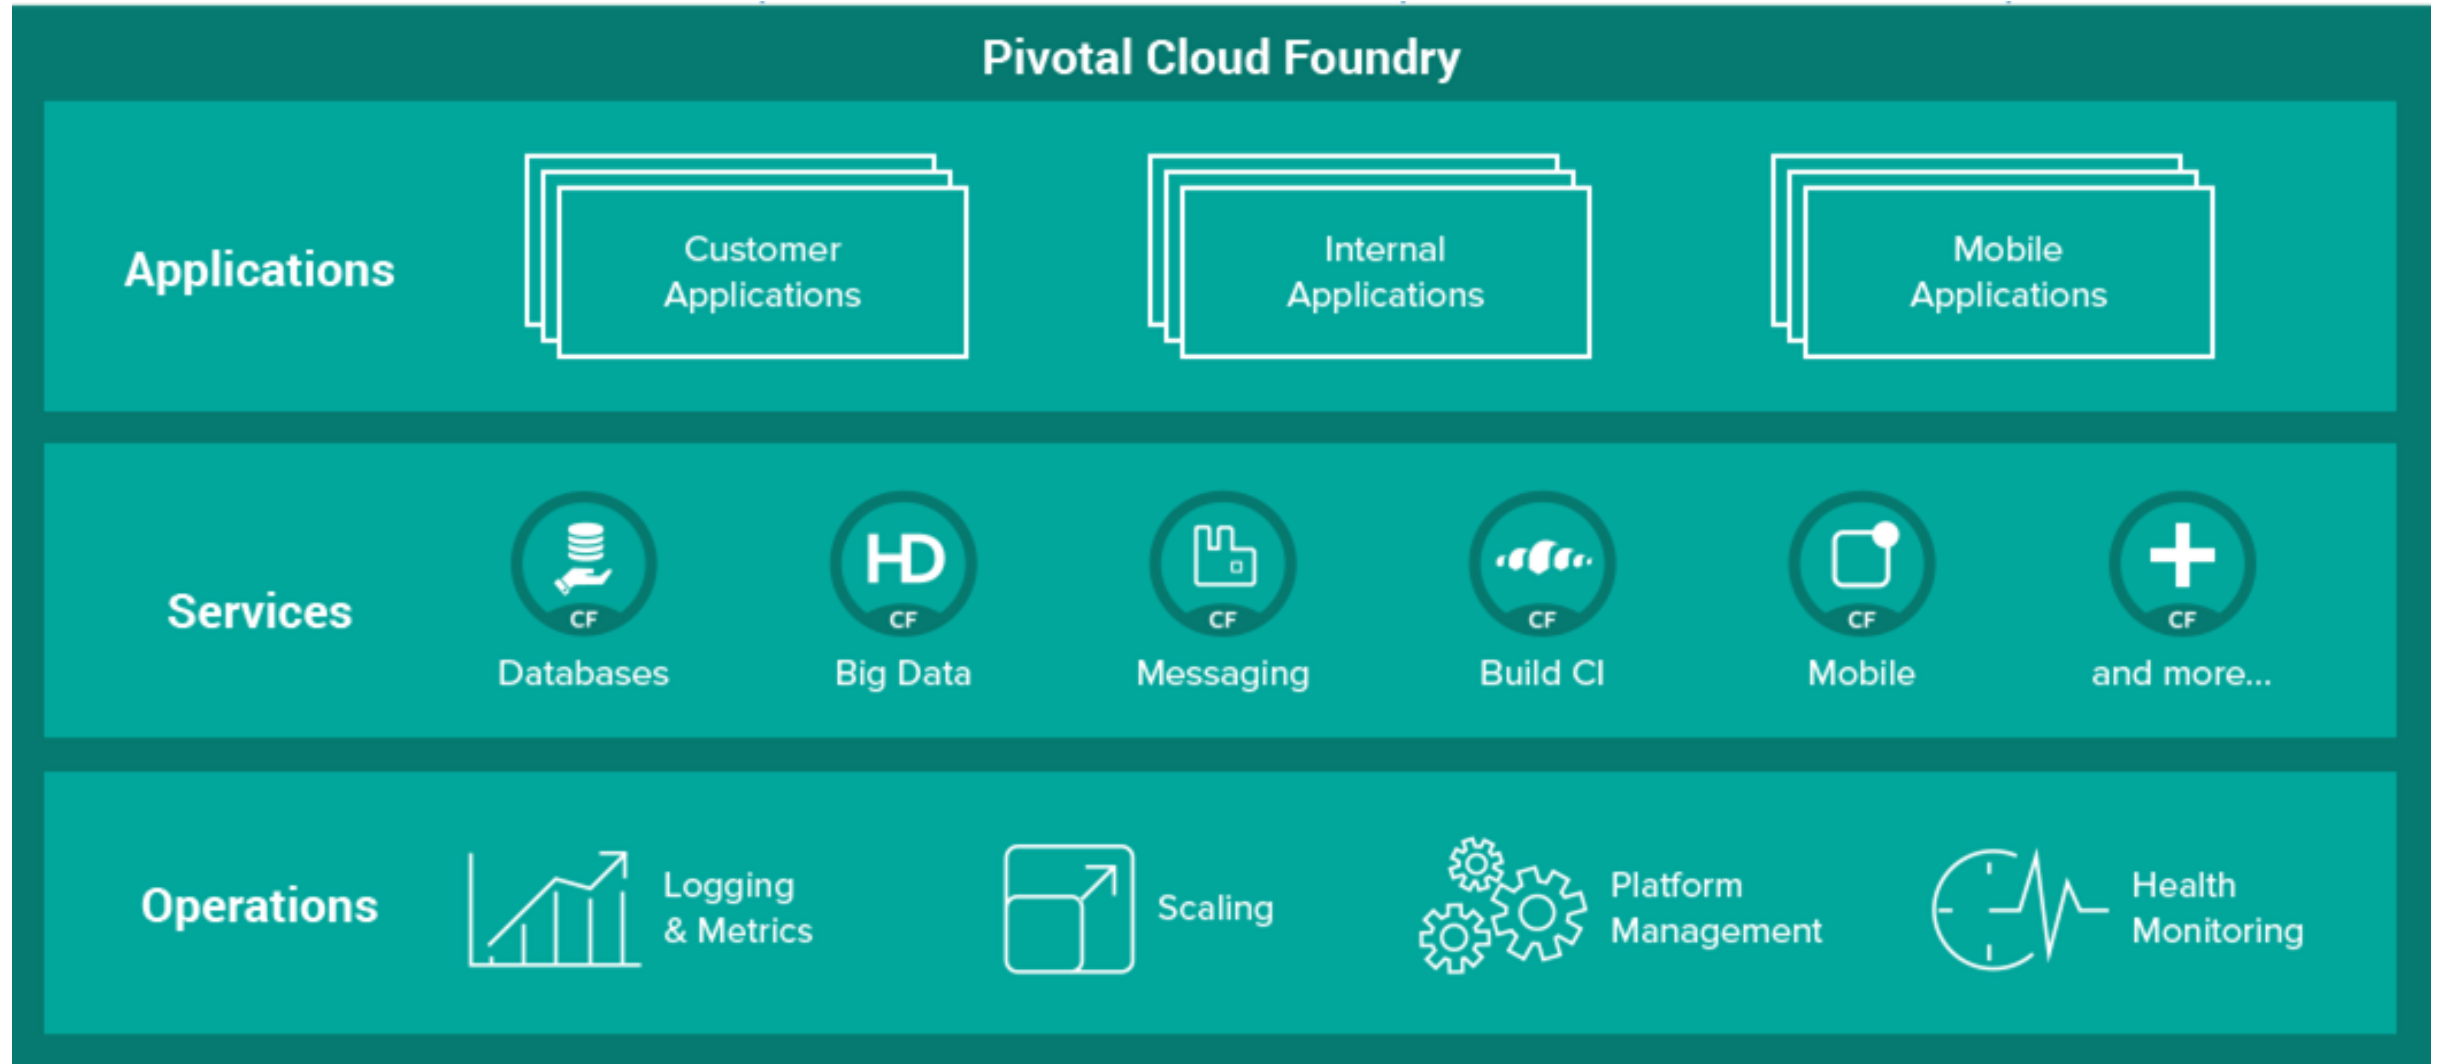 Pivotal Cloud Foundry
Applications
Customer
Applications
Internal
Applications
Mobile
Applications
Services
HD
CF
CF
CF
CF
CF
CF
Databases
Big Data
Messaging
Build CI
Mobile
and more...
Operations
Logging
& Metrics
Scaling
Platform
Management
Health
Monitoring